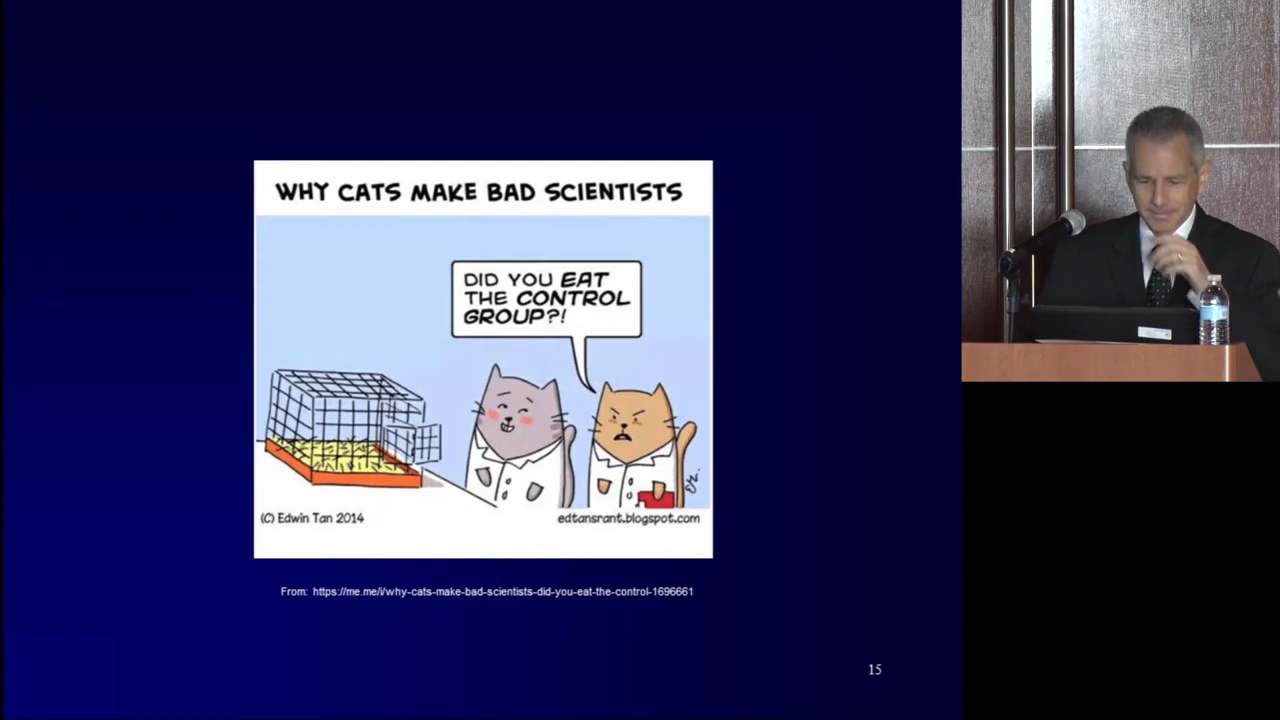 WHY CATS MAKE BAD SCIENTISTS
DID YOU EAT
THE CONTROL
GROUP?!
(C) Edwin Tan 2014
edtansrant.blogspot.com
From: https://me.me/i/why-cats-make-bad-scientists-did-you-eat-the-control-1696661
15